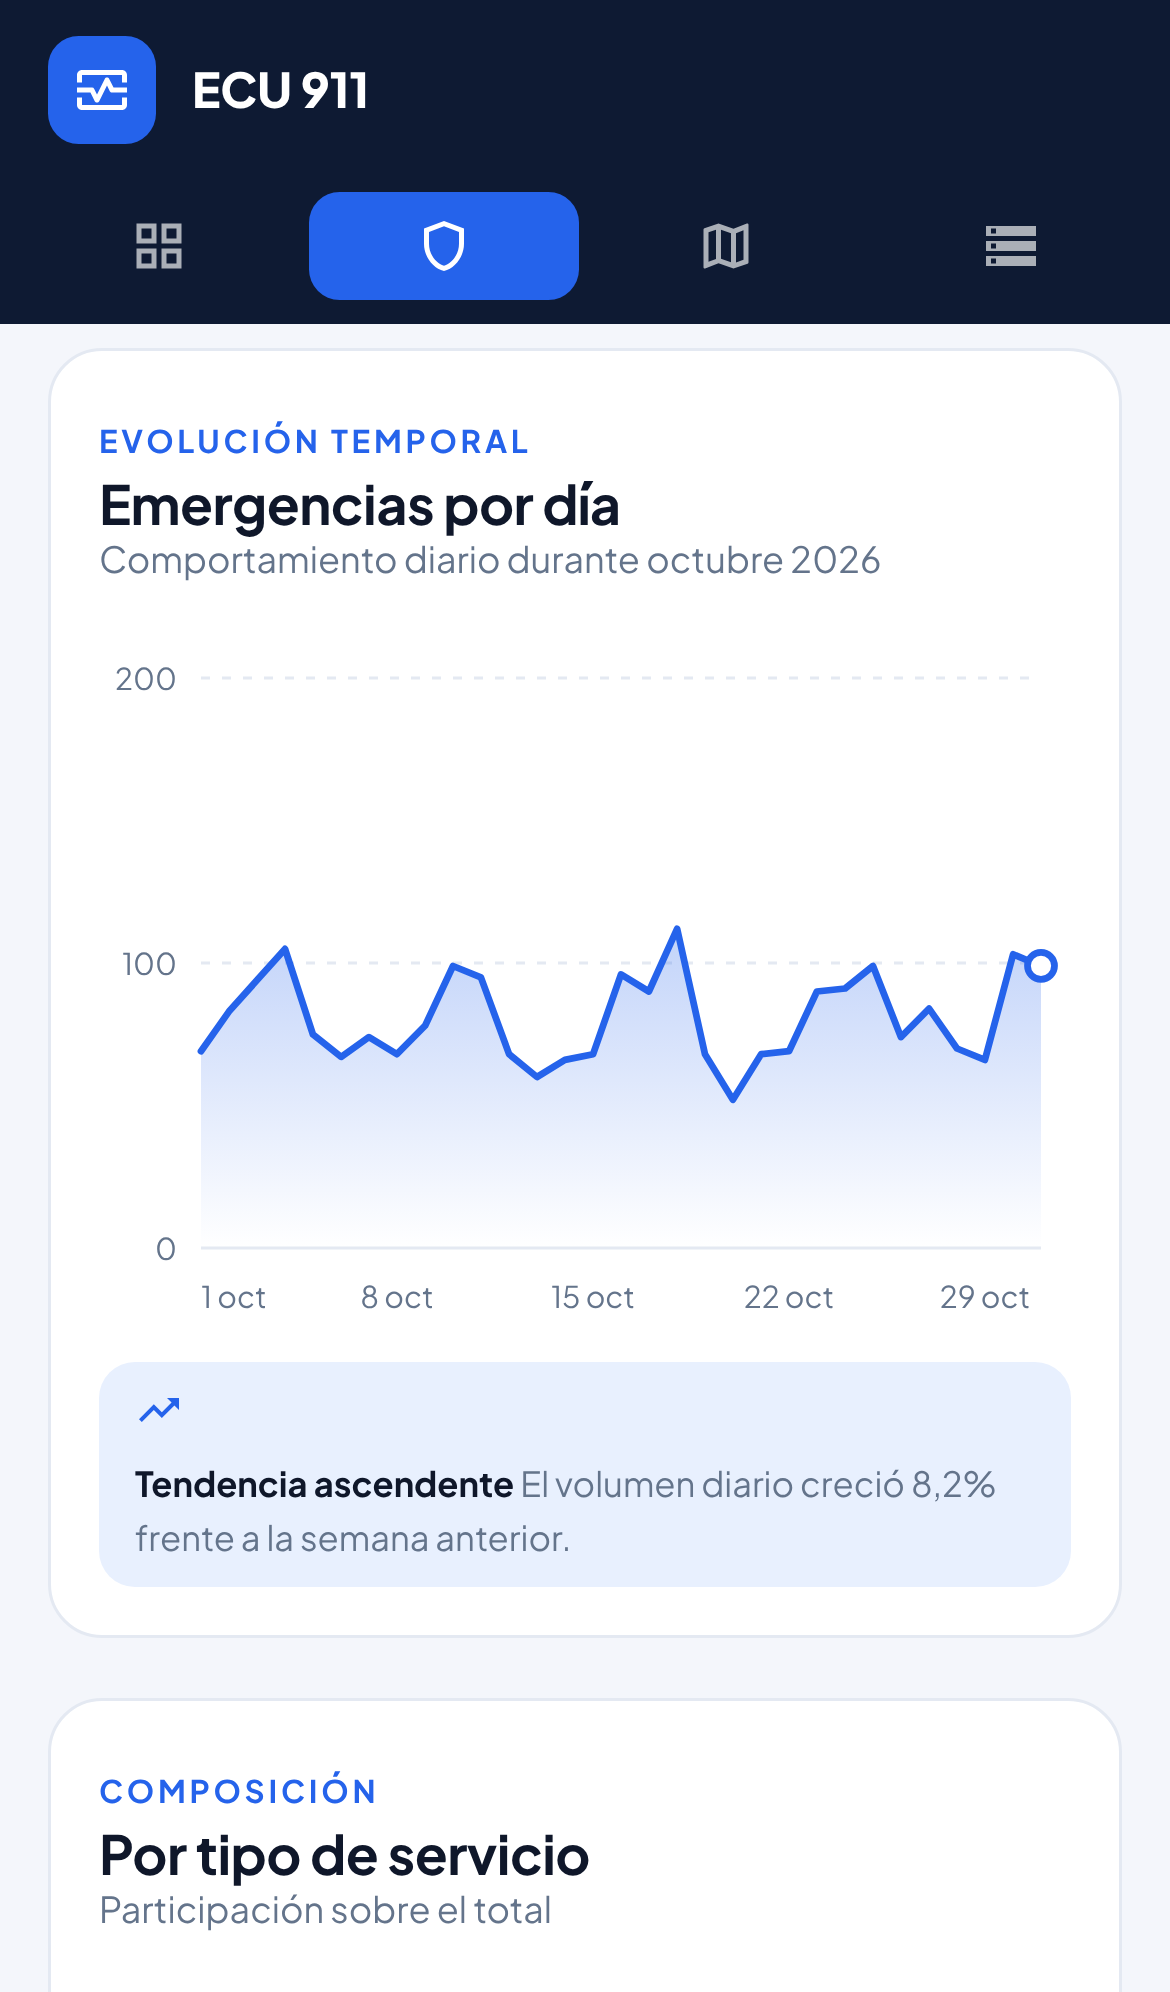 ECU 911
EVOLUCIÓN TEMPORAL
Emergencias por día
Comportamiento diario durante octubre 2026
200
100
0
1 oct 8 oct 15 oct 22 oct 29 oct
Tendencia ascendente El volumen diario creció 8,2%
frente a la semana anterior.
COMPOSICIÓN
Por tipo de servicio
Participación sobre el total